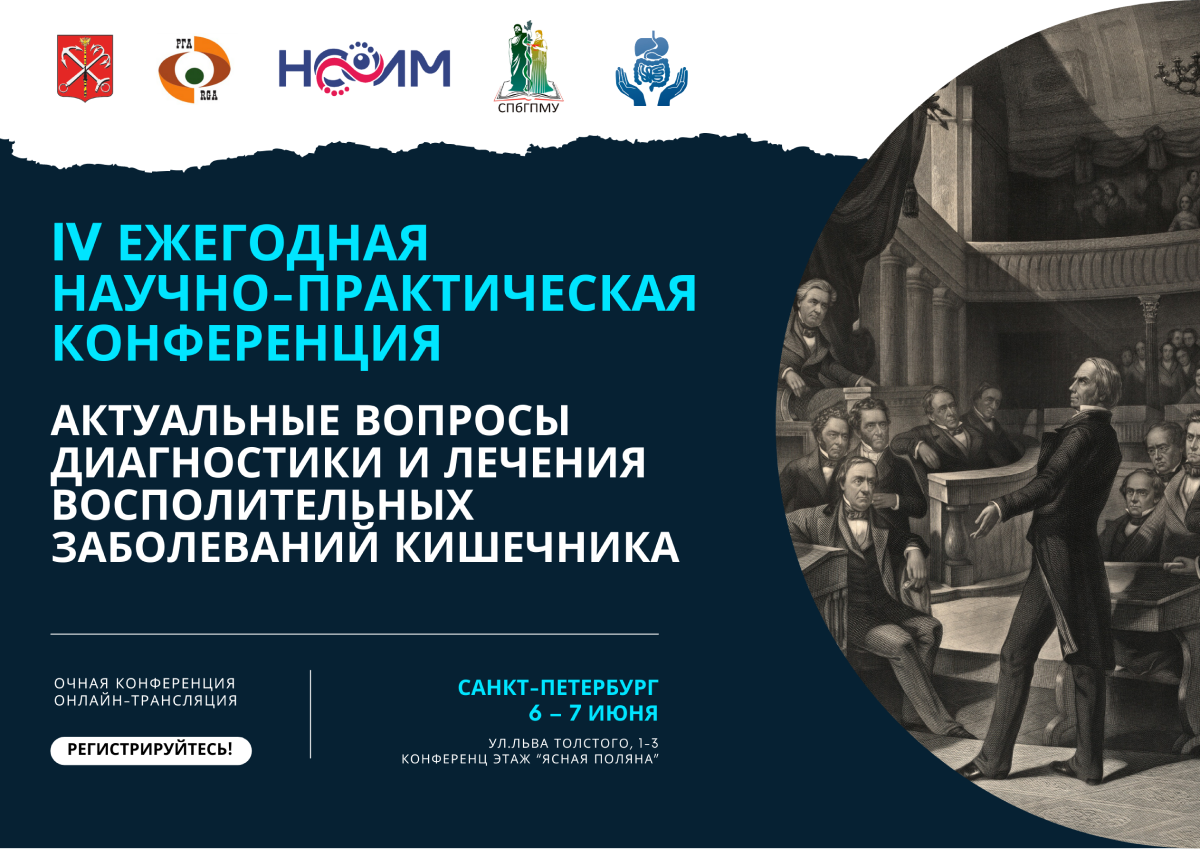 РГА
RGA
НСИМ
СПбГПМУ
IV ЕЖЕГОДНАЯ
НАУЧНО-ПРАКТИЧЕСКАЯ
КОНФЕРЕНЦИЯ
АКТУАЛЬНЫЕ ВОПРОСЫ
ДИАГНОСТИКИ И ЛЕЧЕНИЯ
ВОСПОЛИТЕЛЬНЫХ
ЗАБОЛЕВАНИЙ КИШЕЧНИКА
ОЧНАЯ КОНФЕРЕНЦИЯ
ОНЛАЙН-ТРАНСЛЯЦИЯ
РЕГИСТРИРУЙТЕСЬ!
САНКТ-ПЕТЕРБУРГ
6 – 7 ИЮНЯ
УЛ.ЛЬВА ТОЛСТОГО, 1-3
КОНФЕРЕНЦ ЭТАЖ "ЯСНАЯ ПОЛЯНА"